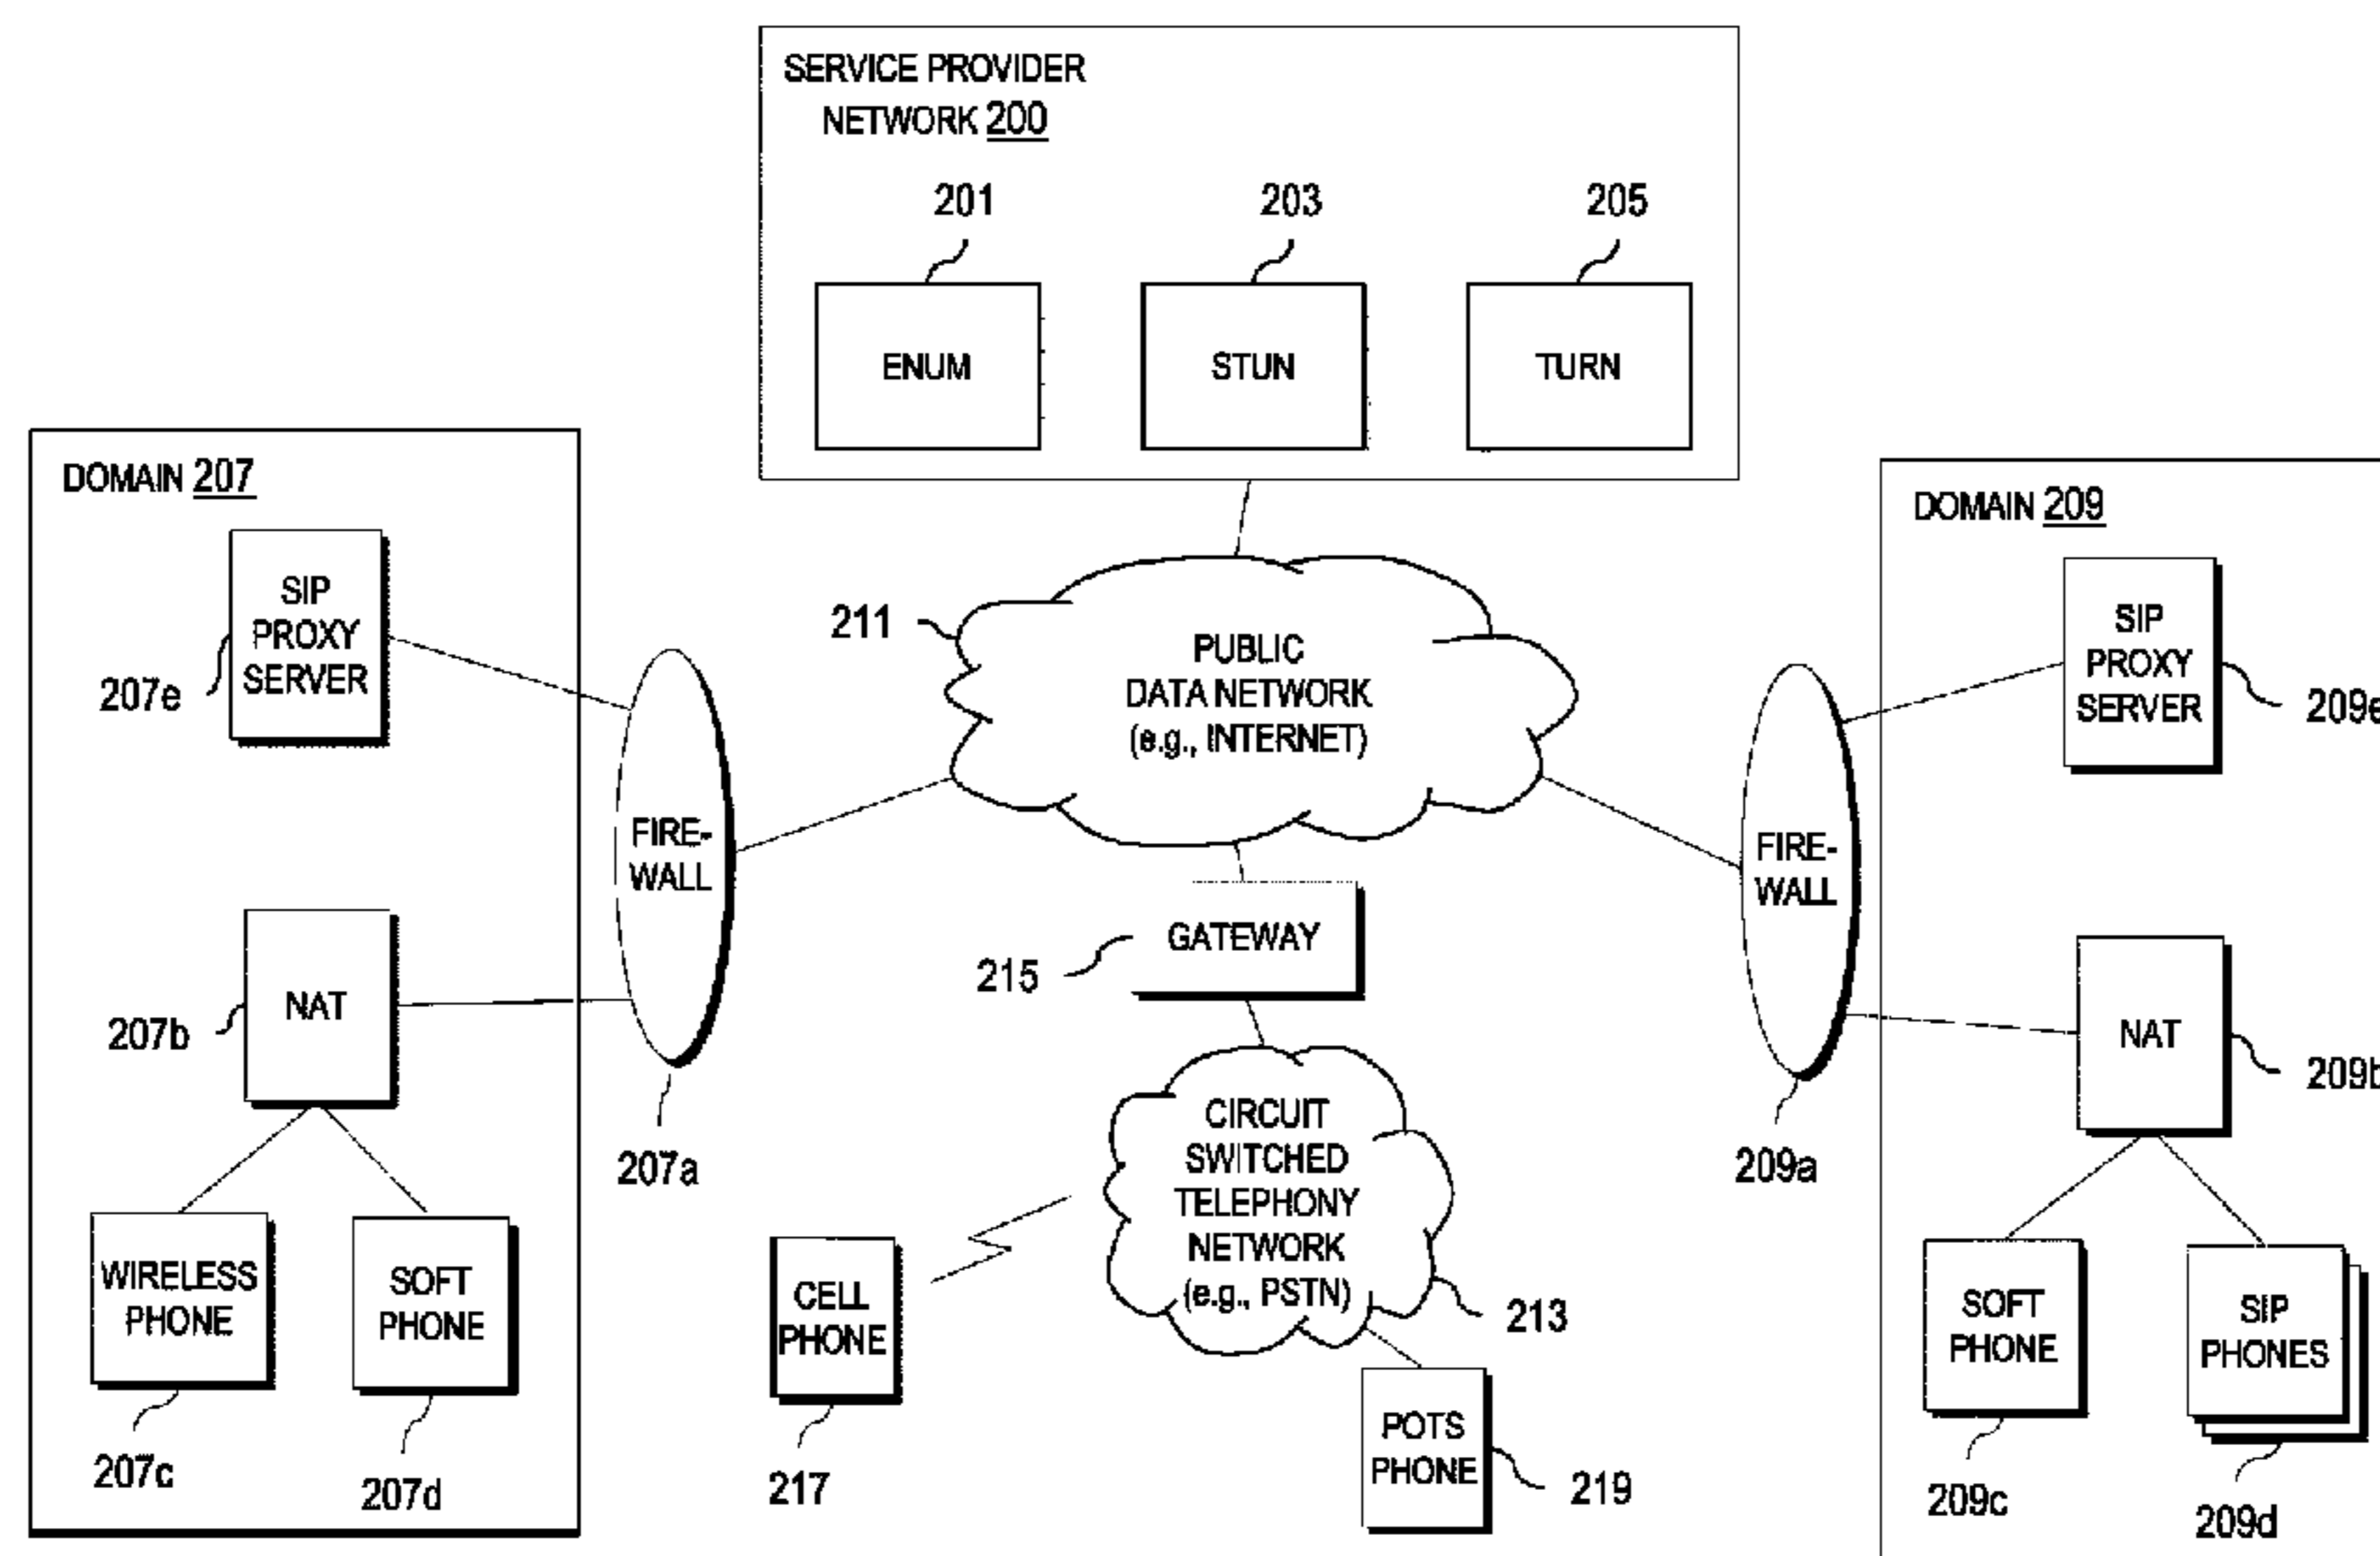 SERVICE PROVIDER
NETWORK 200
201
203
205
ENUM
STUN
TURN
DOMAIN 207
SIP
PROXY
SERVER
207e
NAT
207b
WIRELESS
PHONE
207c
SOFT
PHONE
207d
FIRE-
WALL
207a
211
PUBLIC
DATA NETWORK
(e.g., INTERNET)
GATEWAY
215
CIRCUIT
SWITCHED
TELEPHONY
NETWORK
(e.g., PSTN)
213
CELL
PHONE
217
POTS
PHONE
219
FIRE-
WALL
209a
DOMAIN 209
SIP
PROXY
SERVER
209e
NAT
209b
SOFT
PHONE
209c
SIP
PHONES
209d